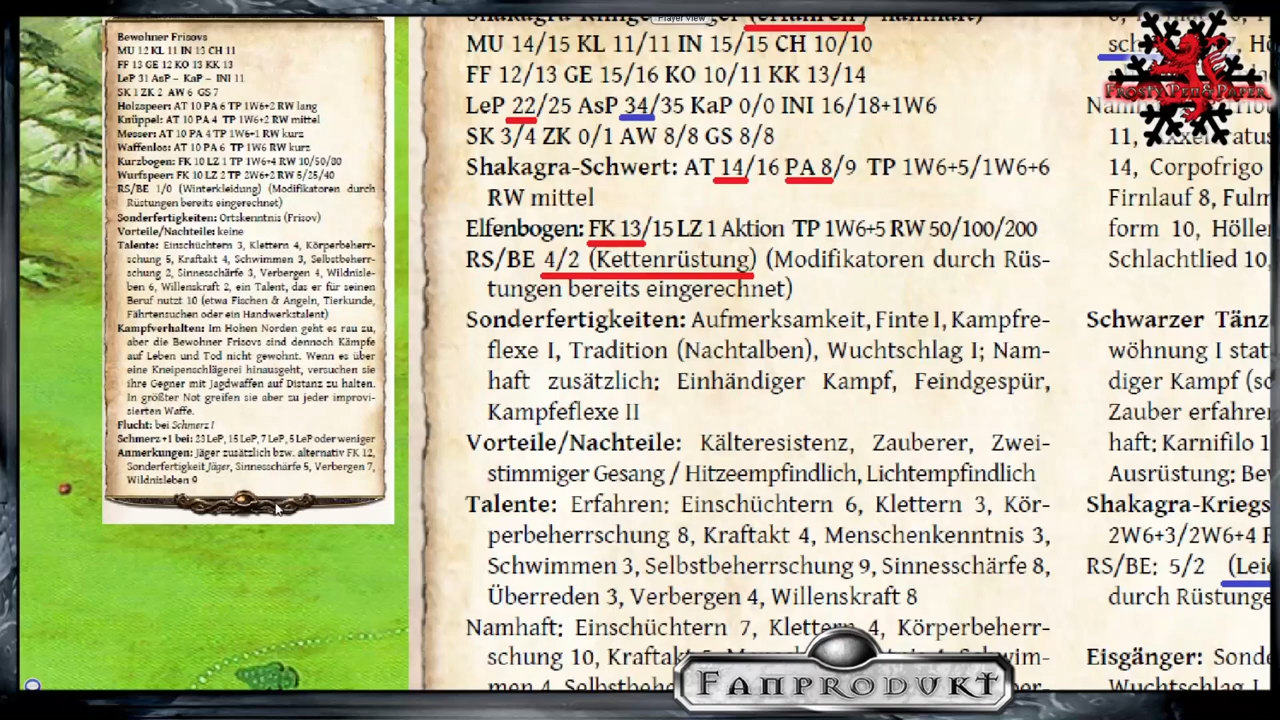 Bewohner Frisovs
MU 12 KL 11 IN 13 CH 11
FF 13 GE 12 KO 13 KK 13
LeP 31 AsP – KaP – INI 11
SK 1 ZK 2 AW 6 GS 7
Holzspeer: AT 10 PA 6 TP 1W6+2 RW lang
Knüppel: AT 10 PA 4 TP 1W6+2 RW mittel
Messer: AT 10 PA 4 TP 1W6+1 RW kurz
Waffenlos: AT 10 PA 6 TP 1W6 RW kurz
Kurzbogen: FK 10 LZ 1 TP 1W6+4 RW 10/50/80
Wurfspeer: FK 10 LZ 2 TP 2W6+2 RW 5/25/40
RS/BE 1/0 (Winterkleidung) (Modifikatoren durch
Rüstungen bereits eingerechnet)
Sonderfertigkeiten: Ortskenntnis (Frisov)
Vorteile/Nachteile: keine
Talente: Einschüchtern 3, Klettern 4, Körperbeherr-
schung 5, Kraftakt 4, Schwimmen 3, Selbstbeherr-
schung 2, Sinnesschärfe 3, Verbergen 4, Wildnisle-
ben 6, Willenskraft 2, ein Talent, das er für seinen
Beruf nutzt 10 (etwa Fischen & Angeln, Tierkunde,
Fährtensuchen oder ein Handwerkstalent)
Kampfverhalten: Im Hohen Norden geht es rau zu,
aber die Bewohner Frisovs sind dennoch Kämpfe
auf Leben und Tod nicht gewohnt. Wenn es über
eine Kneipenschlägerei hinausgeht, versuchen sie
ihre Gegner mit Jagdwaffen auf Distanz zu halten.
In größter Not greifen sie aber zu jeder improvi-
sierten Waffe.
Flucht: bei Schmerz I
Schmerz +1 bei: 23 LeP, 15 LeP, 7 LeP, 5 LeP oder weniger
Anmerkungen: Jäger zusätzlich bzw. alternativ FK 12,
Sonderfertigkeit Jäger, Sinnesschärfe 5, Verbergen 7,
Wildnisleben 9
Player View
(erfahren / namhaft)
MU 14/15 KL 11/11 IN 15/15 CH 10/10
FF 12/13 GE 15/16 KO 10/11 KK 13/14
LeP 22/25 AsP 34/35 KaP 0/0 INI 16/18+1W6
SK 3/4 ZK 0/1 AW 8/8 GS 8/8
Shakagra-Schwert: AT 14/16 PA 8/9 TP 1W6+5/1W6+6
RW mittel
Elfenbogen: FK 13/15 LZ 1 Aktion TP 1W6+5 RW 50/100/200
RS/BE 4/2 (Kettenrüstung) (Modifikatoren durch Rüs-
tungen bereits eingerechnet)
Sonderfertigkeiten: Aufmerksamkeit, Finte I, Kampfre-
flexe I, Tradition (Nachtalben), Wuchtschlag I; Nam-
haft zusätzlich: Einhändiger Kampf, Feindgespür,
Kampfeflexe II
Vorteile/Nachteile: Kälteresistenz, Zauberer, Zwei-
stimmiger Gesang / Hitzeempfindlich, Lichtempfindlich
Talente: Erfahren: Einschüchtern 6, Klettern 3, Kör-
perbeherrschung 8, Kraftakt 4, Menschenkenntnis 3,
Schwimmen 3, Selbstbeherrschung 9, Sinnesschärfe 8,
Überreden 3, Verbergen 4, Willenskraft 8
Namhaft: Einschüchtern 7, Klettern 4, Körperbeherr-
schung 10, Kraftakt
14, Corpofrigo
Firnlauf 8, Fulm
form 10, Hölle
Schlachtlied 10,
Schwarzer Tänz
wöhnung I stat
diger Kampf (so
Zauber erfahre
haft: Karnifilo 1
Ausrüstung: Be
Shakagra-Kriegs
2W6+3/2W6+4 F
RS/BE: 5/2 (Lei
durch Rüstunge
Eisgänger: Sond
Wuchtschlag I
Frosty Pen & Paper
Fanprodukt